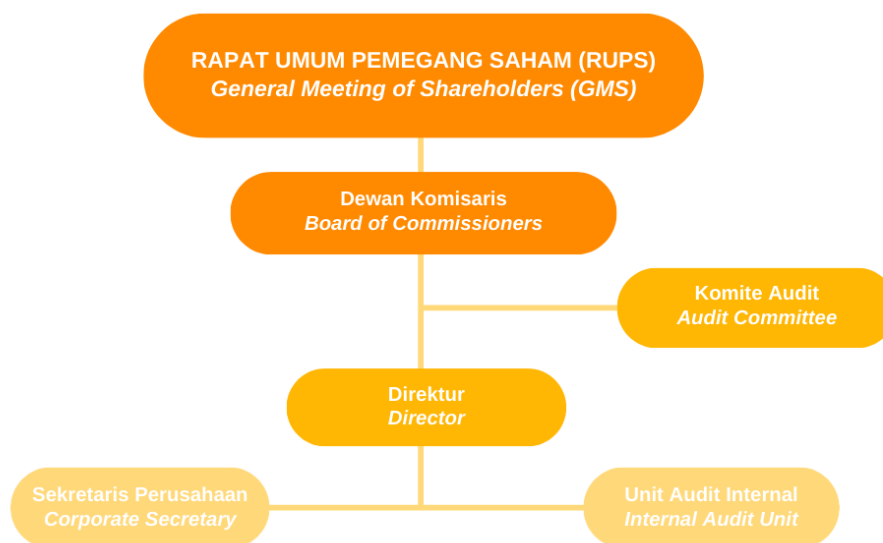 RAPAT UMUM PEMEGANG SAHAM (RUPS)
General Meeting of Shareholders (GMS)
Dewan Komisaris
Board of Commissioners
Komite Audit
Audit Committee
Direktur
Director
Sekretaris Perusahaan
Corporate Secretary
Unit Audit Internal
Internal Audit Unit